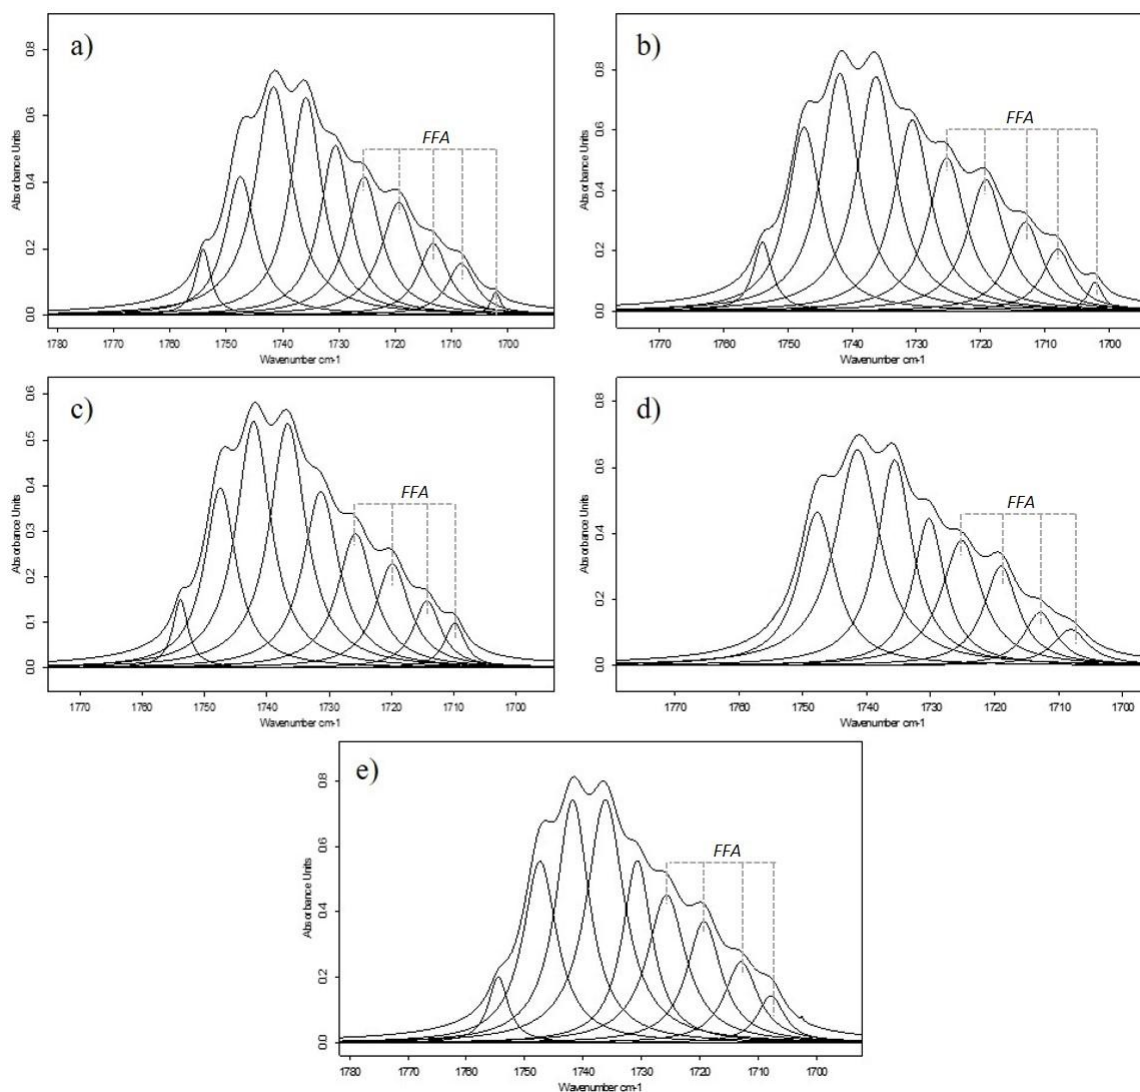 a)
FFA
Absorbance Units
0.0 0.2 0.4 0.6 0.8
1780 1770 1760 1750 1740 1730 1720 1710 1700
Wavenumber cm-1
b)
FFA
Absorbance Units
0.0 0.2 0.4 0.6 0.8
1770 1760 1750 1740 1730 1720 1710 1700
Wavenumber cm-1
c)
FFA
Absorbance Units
0.0 0.1 0.2 0.3 0.4 0.5 0.6
1770 1760 1750 1740 1730 1720 1710 1700
Wavenumber cm-1
d)
FFA
Absorbance Units
0.0 0.2 0.4 0.6 0.8
1770 1760 1750 1740 1730 1720 1710 1700
Wavenumber cm-1
e)
FFA
Absorbance Units
0.0 0.2 0.4 0.6 0.8
1780 1770 1760 1750 1740 1730 1720 1710 1700
Wavenumber cm-1